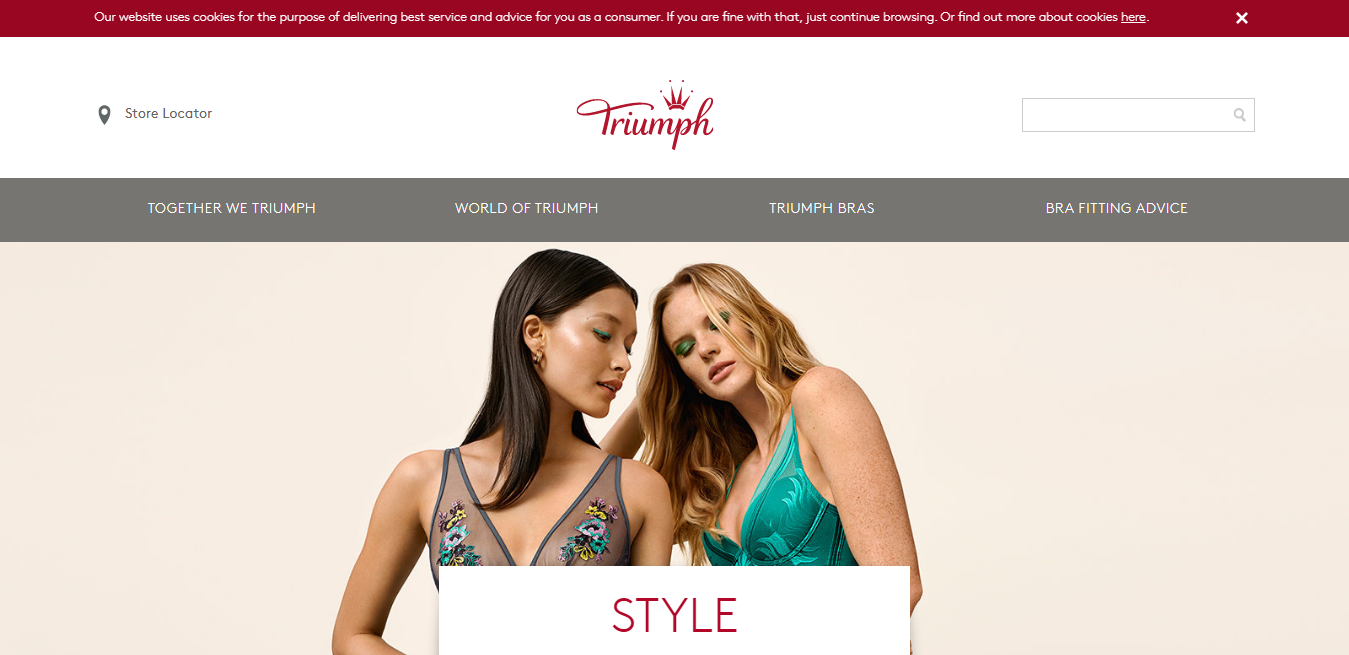 Our website uses cookies for the purpose of delivering best service and advice for you as a consumer. If you are fine with that, just continue browsing. Or find out more about cookies here.
Store Locator
Triumph
TOGETHER WE TRIUMPH
WORLD OF TRIUMPH
TRIUMPH BRAS
BRA FITTING ADVICE
STYLE